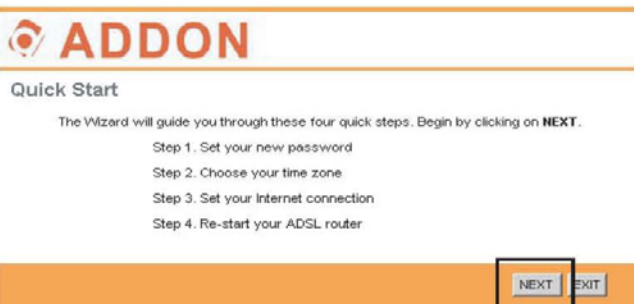 ADDON
Quick Start
The Wizard will guide you through these four quick steps. Begin by clicking on NEXT.
Step 1. Set your new password
Step 2. Choose your time zone
Step 3. Set your Internet connection
Step 4. Re-start your ADSL router
NEXT EXIT